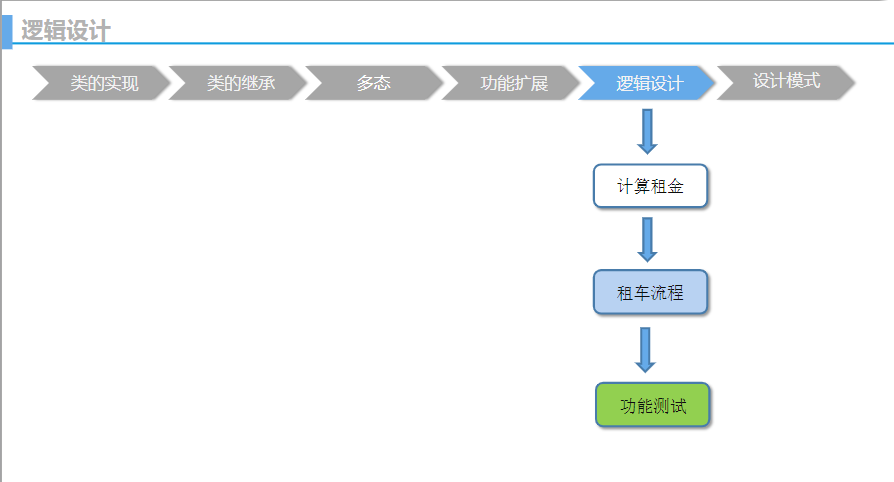 逻辑设计
类的实现
类的继承
多态
功能扩展
逻辑设计
设计模式
计算租金
租车流程
功能测试